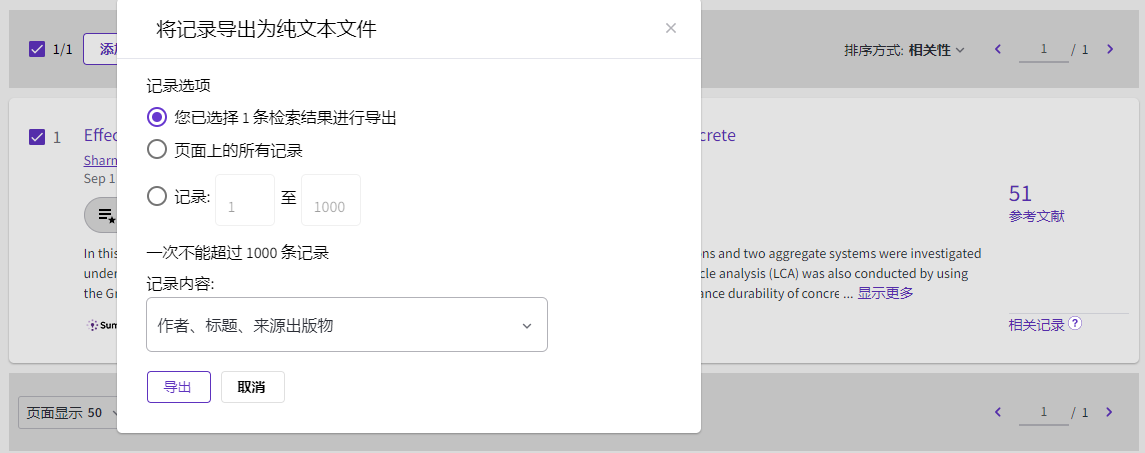 将记录导出为纯文本文件
1/1
添加
排序方式: 相关性
1 / 1
记录选项
您已选择 1 条检索结果进行导出
页面上的所有记录
记录: 1 至 1000
一次不能超过 1000 条记录
记录内容:
作者、标题、来源出版物
导出 取消
1
Effec
crete
Sharm
Sep 1
51
参考文献
In this
ns and two aggregate systems were investigated
under
cle analysis (LCA) was also conducted by using
the Gr
ance durability of concre ... 显示更多
Sum
相关记录 ?
页面显示 50
1 / 1